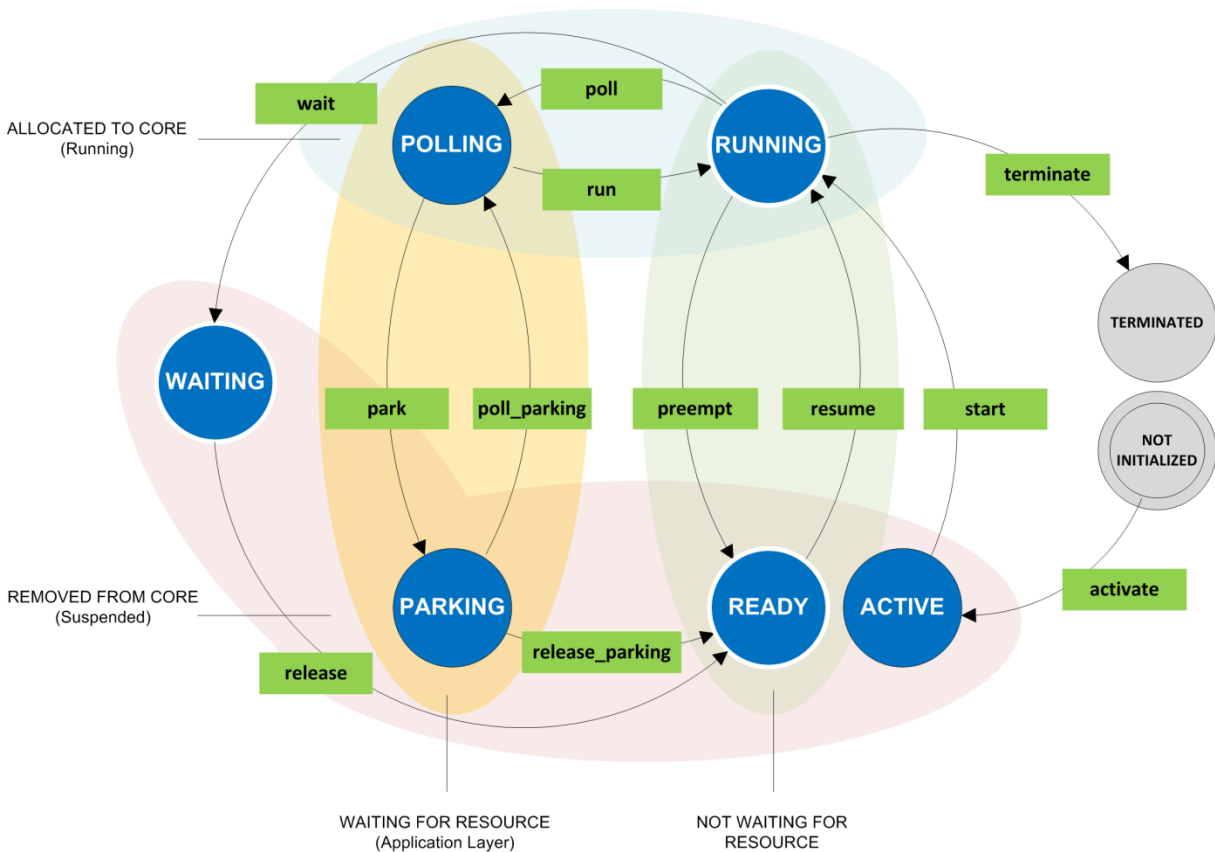 poll
wait
ALLOCATED TO CORE
(Running)
POLLING
RUNNING
terminate
run
TERMINATED
WAITING
park
poll_parking
preempt
resume
start
NOT
INITIALIZED
REMOVED FROM CORE
(Suspended)
PARKING
READY
ACTIVE
activate
release_parking
release
WAITING FOR RESOURCE
(Application Layer)
NOT WAITING FOR
RESOURCE